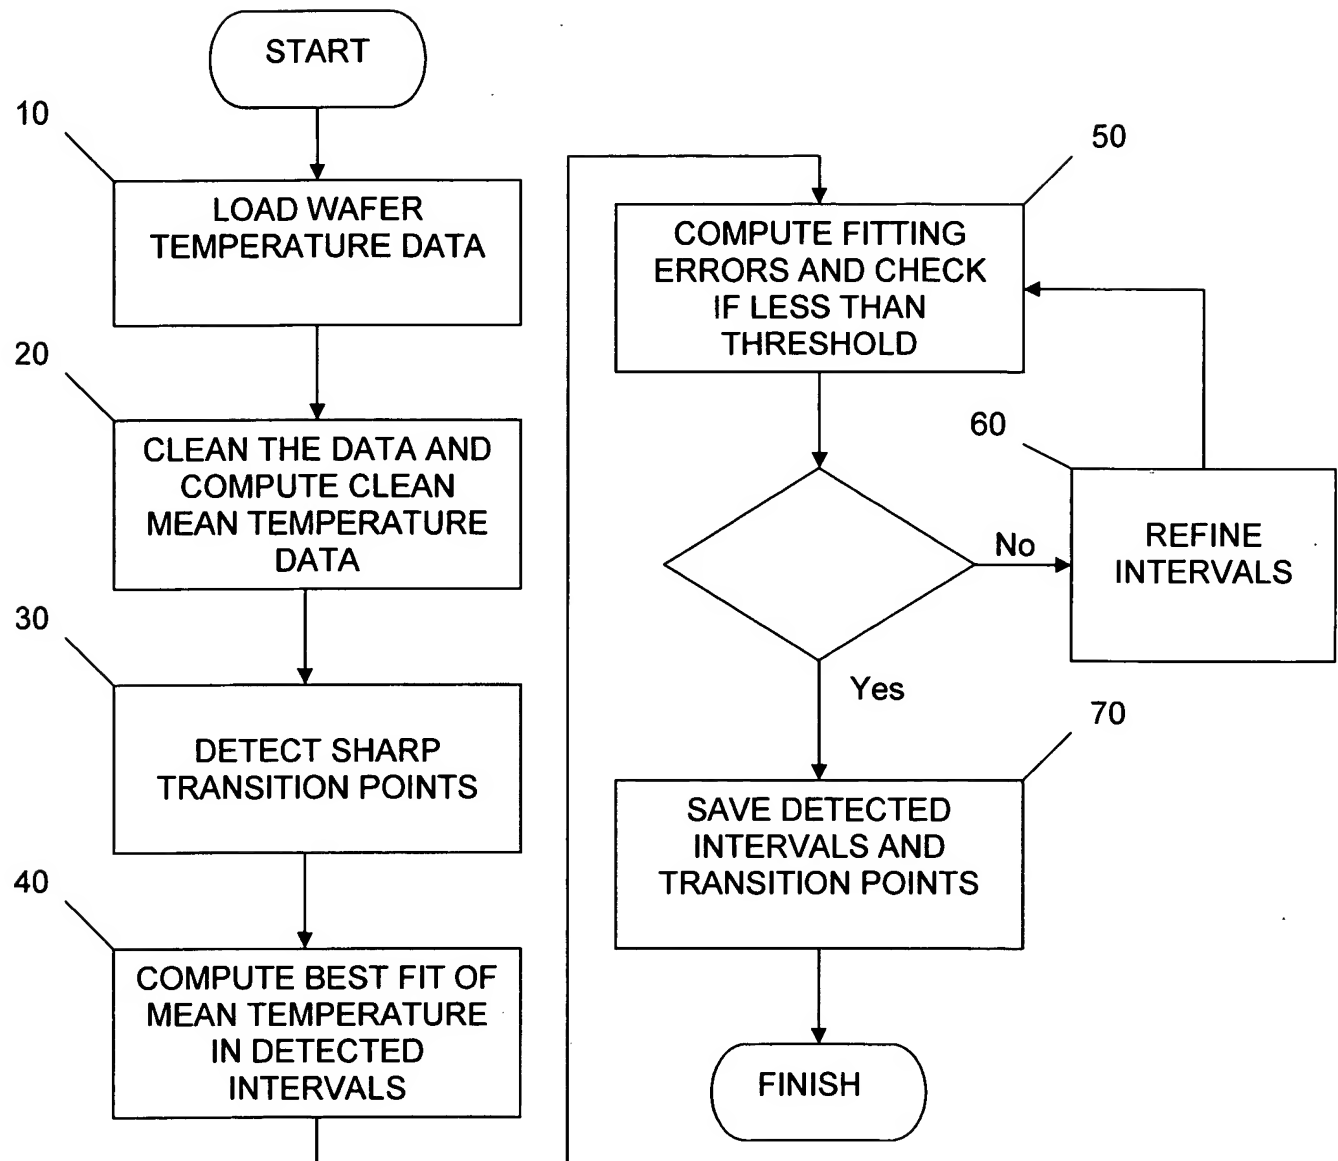 START
10
LOAD WAFER
TEMPERATURE DATA
20
CLEAN THE DATA AND
COMPUTE CLEAN
MEAN TEMPERATURE
DATA
30
DETECT SHARP
TRANSITION POINTS
40
COMPUTE BEST FIT OF
MEAN TEMPERATURE
IN DETECTED
INTERVALS
50
COMPUTE FITTING
ERRORS AND CHECK
IF LESS THAN
THRESHOLD
60
No
REFINE
INTERVALS
Yes
70
SAVE DETECTED
INTERVALS AND
TRANSITION POINTS
FINISH